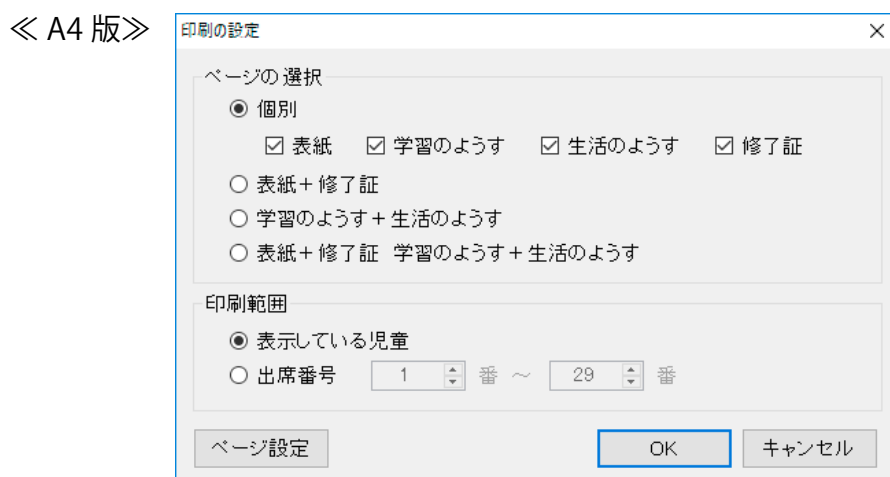 ≪ A4 版≫
印刷の設定
ページの選択
個別
表紙 学習のようす 生活のようす 修了証
表紙+修了証
学習のようす+生活のようす
表紙+修了証 学習のようす+生活のようす
印刷範囲
表示している児童
出席番号 1 番 ～ 29 番
ページ設定 OK キャンセル